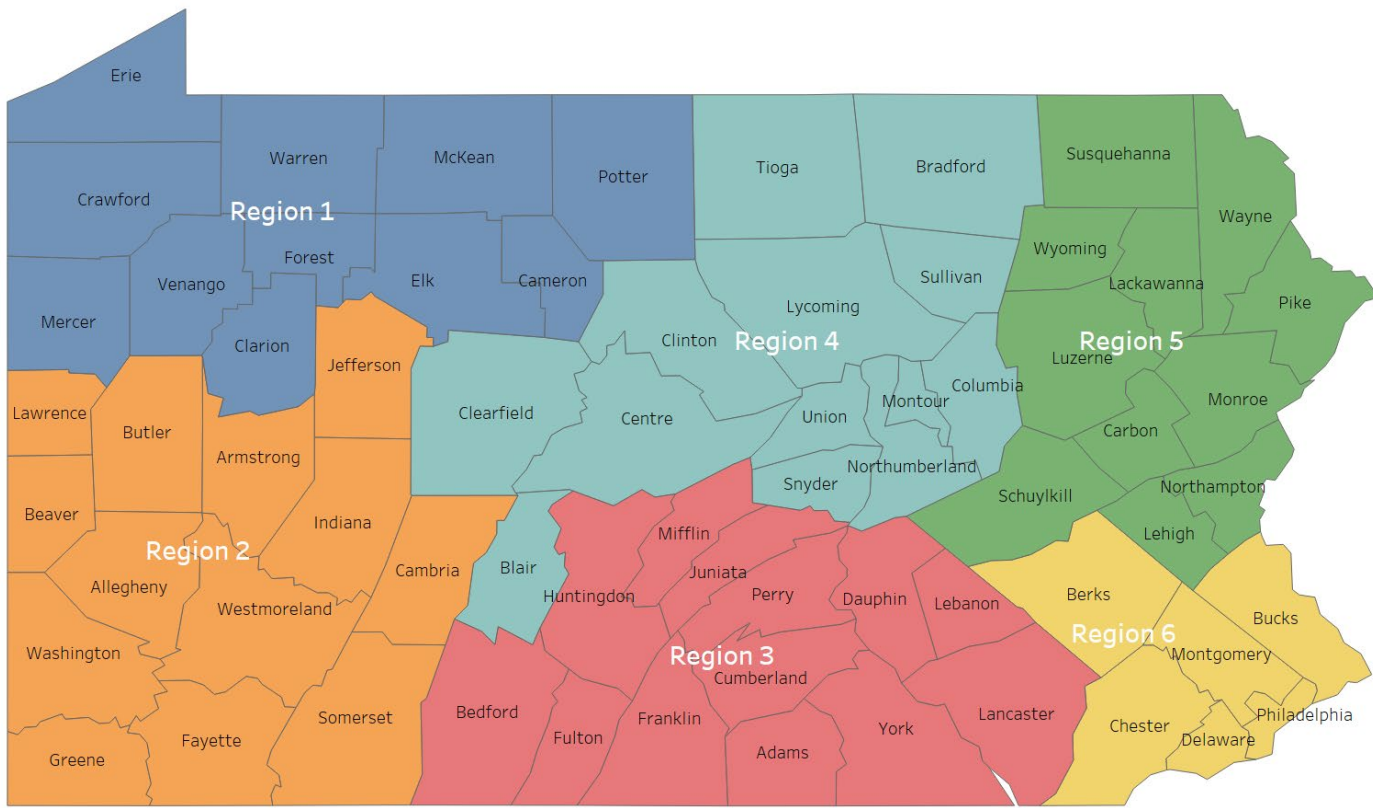 Erie
Warren
McKean
Potter
Crawford
Region 1
Venango
Forest
Elk
Cameron
Mercer
Clarion
Tioga
Bradford
Sullivan
Lycoming
Clinton
Region 4
Columbia
Clearfield
Centre
Union
Montour
Northumberland
Snyder
Blair
Susquehanna
Wayne
Wyoming
Lackawanna
Pike
Region 5
Luzerne
Monroe
Carbon
Northampton
Schuylkill
Lehigh
Jefferson
Lawrence
Butler
Armstrong
Beaver
Indiana
Region 2
Cambria
Allegheny
Westmoreland
Washington
Somerset
Fayette
Greene
Mifflin
Juniata
Huntingdon
Perry
Dauphin
Lebanon
Region 3
Cumberland
Bedford
Fulton
Franklin
Adams
York
Lancaster
Berks
Bucks
Region 6
Montgomery
Chester
Philadelphia
Delaware